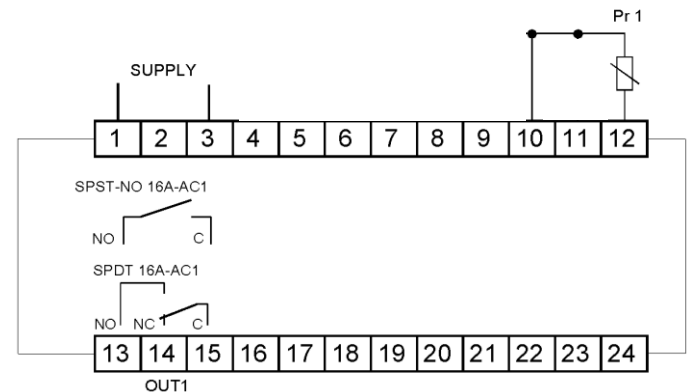 Pr 1
SUPPLY
1 2 3 4 5 6 7 8 9 10 11 12
SPST-NO 16A-AC1
NO C
SPDT 16A-AC1
NO NC C
13 14 15 16 17 18 19 20 21 22 23 24
OUT1